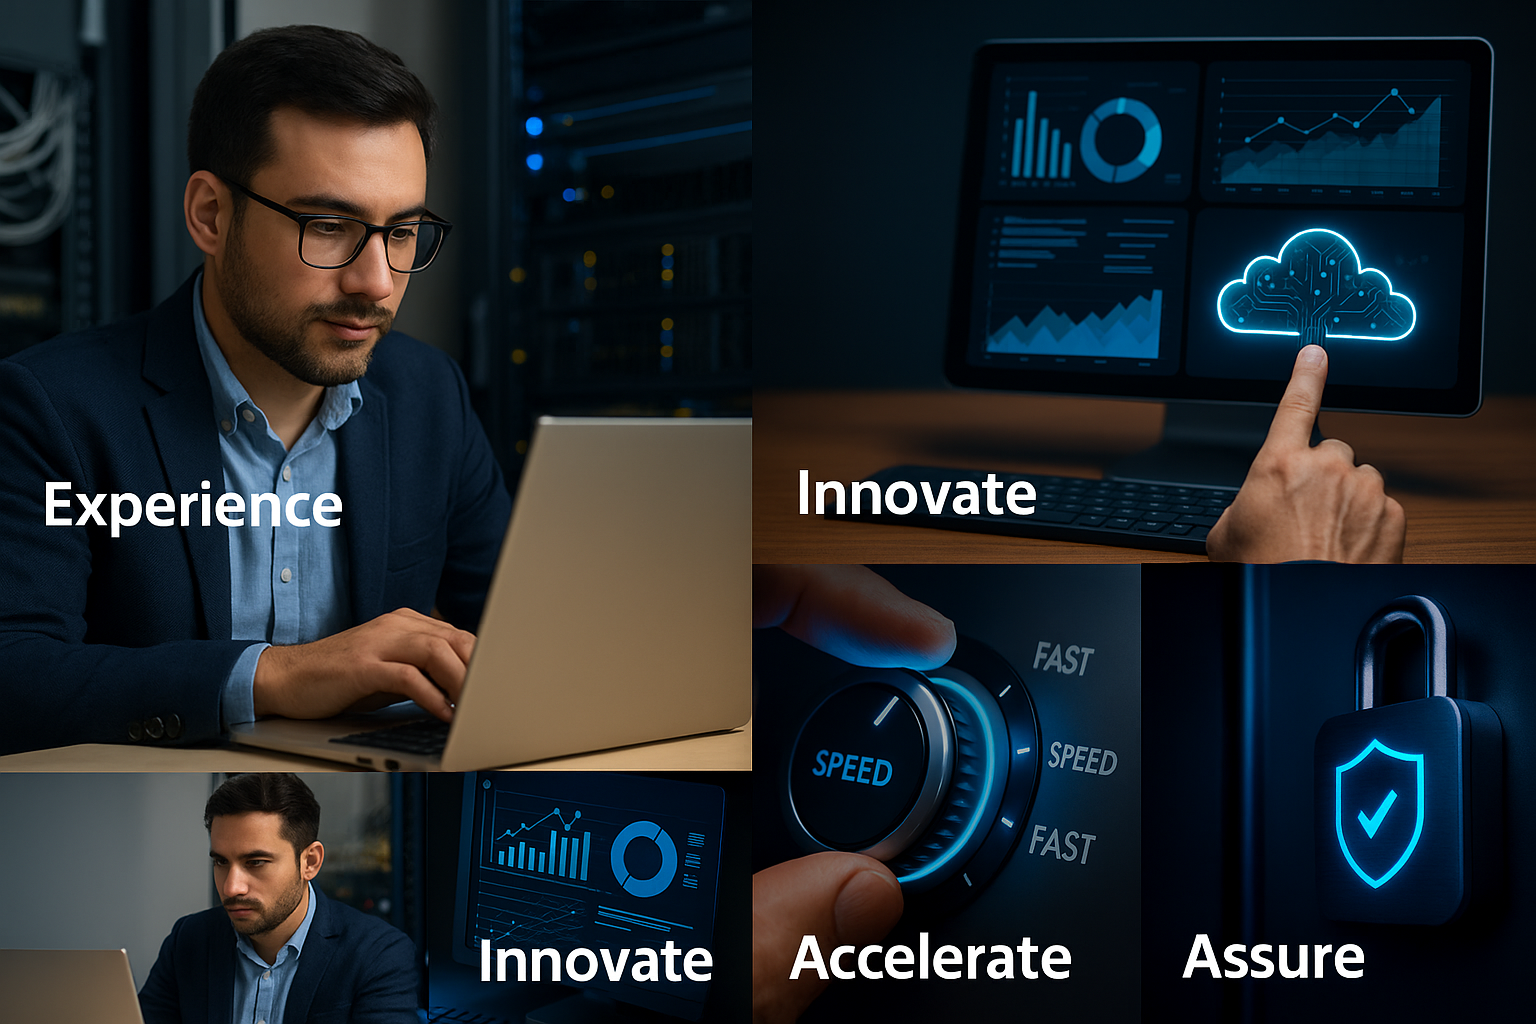 Experience
Innovate
FAST
SPEED
SPEED
FAST
Innovate
Accelerate
Assure